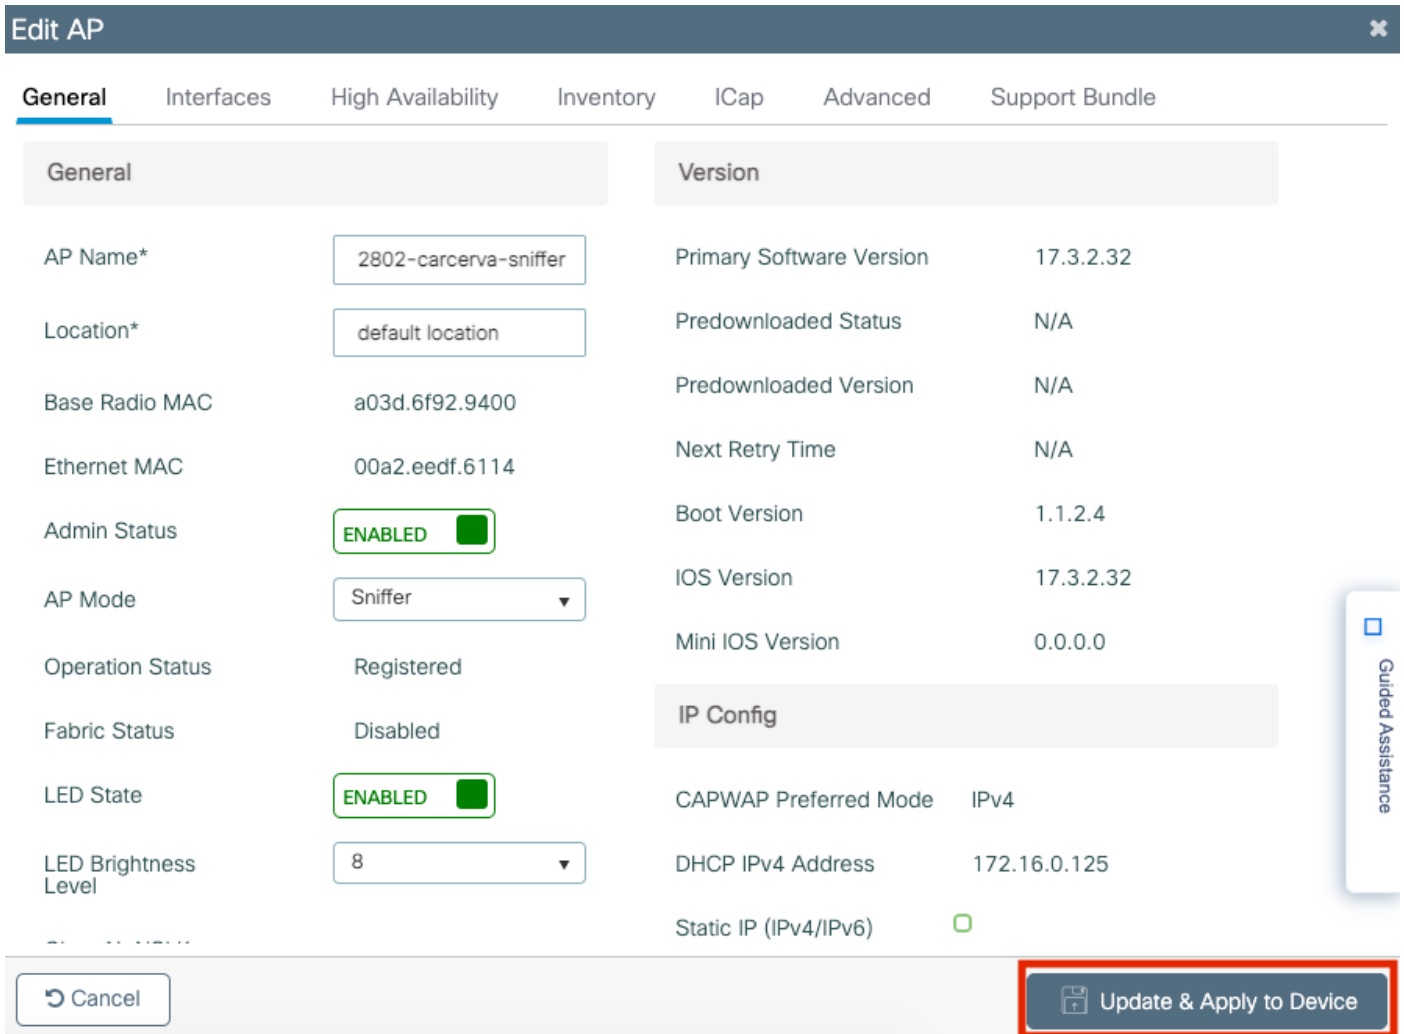 Edit AP
General Interfaces High Availability Inventory ICap Advanced Support Bundle
General
AP Name* 2802-carcerva-sniffer
Location* default location
Base Radio MAC a03d.6f92.9400
Ethernet MAC 00a2.eedf.6114
Admin Status ENABLED
AP Mode Sniffer
Operation Status Registered
Fabric Status Disabled
LED State ENABLED
LED Brightness 8
Level
Version
Primary Software Version 17.3.2.32
Predownloaded Status N/A
Predownloaded Version N/A
Next Retry Time N/A
Boot Version 1.1.2.4
IOS Version 17.3.2.32
Mini IOS Version 0.0.0.0
IP Config
CAPWAP Preferred Mode IPv4
DHCP IPv4 Address 172.16.0.125
Static IP (IPv4/IPv6)
Guided Assistance
Cancel
Update & Apply to Device